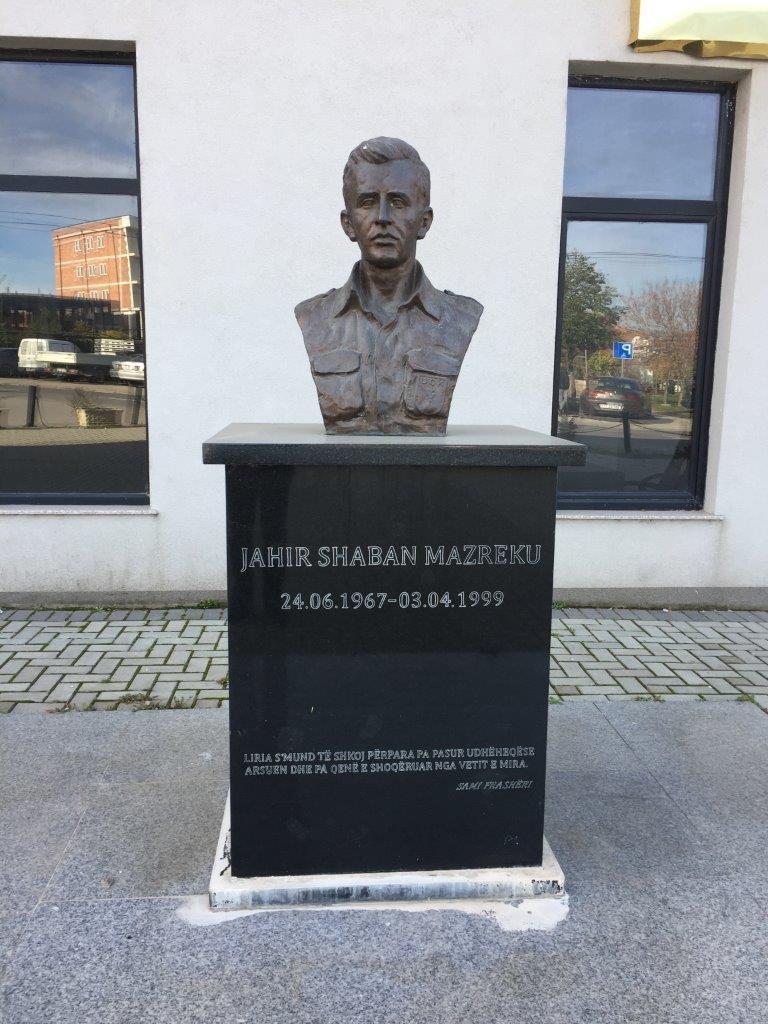 JAHIR SHABAN MAZREKU
24.06.1967-03.04.1999
LIRIA S'MUND TË SHKOJ PËRPARA PA PASUR UDHËHEQËSE
ARSYEN DHE PA QENË E SHOQËRUAR NGA VETIT E MIRA.
SAMI FRASHËRI
P